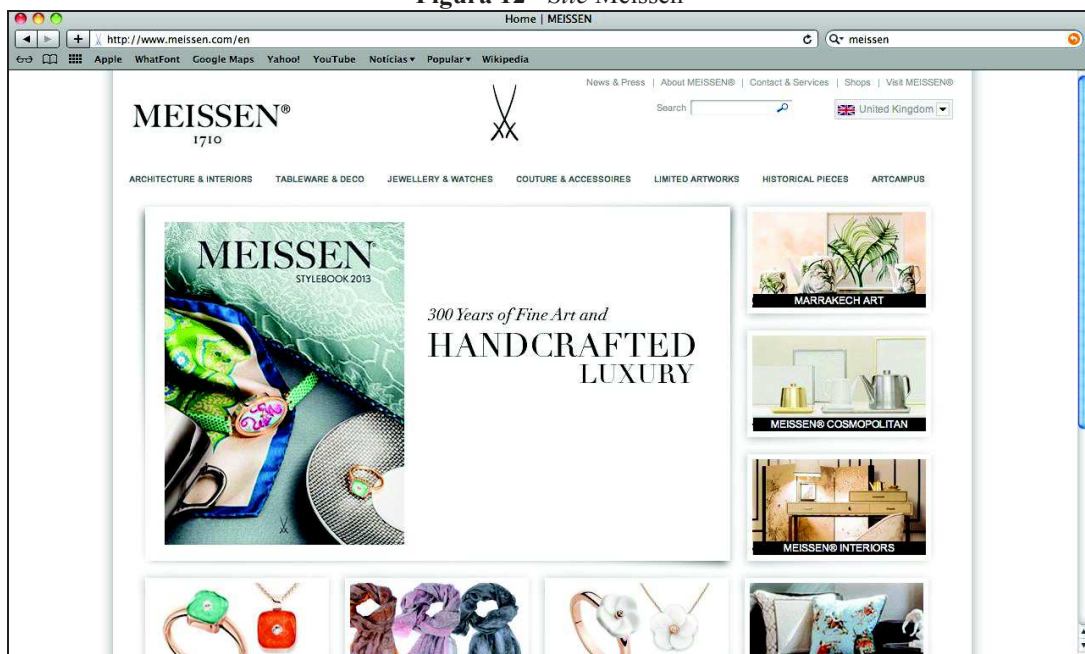 Figura 12 - Site Meissen
Home | MEISSEN
http://www.meissen.com/en
meissen
Apple WhatFont Google Maps Yahoo! YouTube Notícias Popular Wikipedia
News & Press | About MEISSEN® | Contact & Services | Shops | Visit MEISSEN®
Search
United Kingdom
MEISSEN®
1710
ARCHITECTURE & INTERIORS TABLEWARE & DECO JEWELLERY & WATCHES COUTURE & ACCESSOIRES LIMITED ARTWORKS HISTORICAL PIECES ARTCAMPUS
MEISSEN
STYLEBOOK 2013
300 Years of Fine Art and
HANDCRAFTED
LUXURY
MARRAKECH ART
MEISSEN® COSMOPOLITAN
MEISSEN® INTERIORS